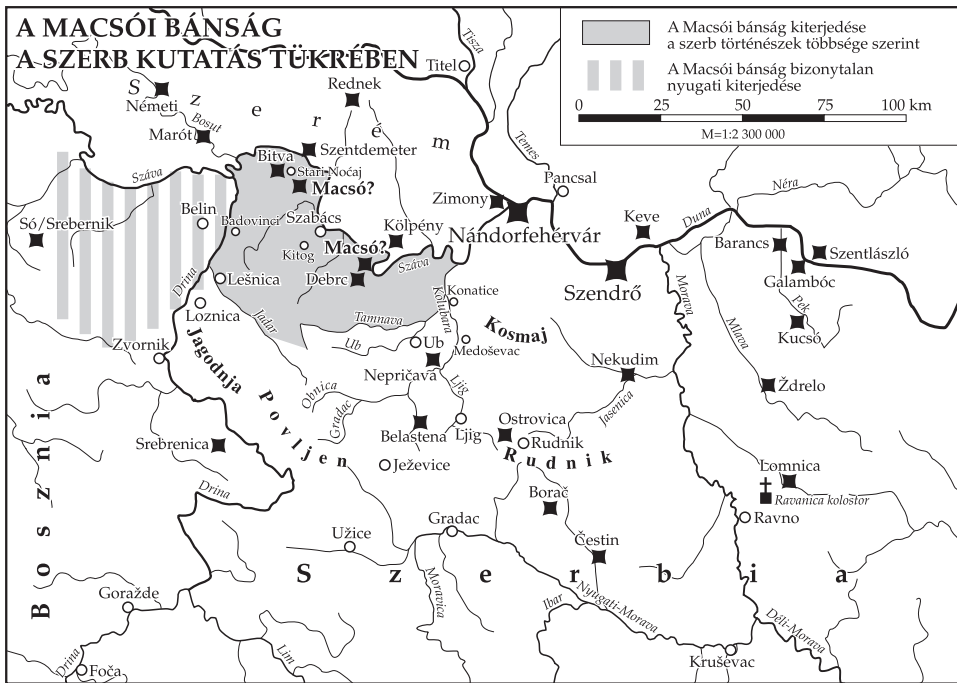 A MACSÓI BÁNSÁG
A SZERB KUTATÁS TÜKRÉBEN
A Macsói bánság kiterjedése
a szerb történészek többsége szerint
A Macsói bánság bizonytalan
nyugati kiterjedése
0 25 50 75 100 km
M=1:2 300 000
Tisza
Titel
Szerém
Németi
Rednek
Bosut
Marót
Szentdemeter
Bitva
Stari Noćaj
Macsó?
Temes
Pancsal
Zimony
Nándorfehérvár
Néra
Duna
Keve
Barancs
Szentlászló
Galambóc
Száva
Só/Srebernik
Belin
Badovinci
Szabács
Kitog
Macsó?
Kölpény
Száva
Debrc
Szendrő
Pek
Kucsó
Drina
Lešnica
Loznica
Jadar
Tamnava
Kolubara
Konatice
Kosmaj
Morava
Mlava
Zvornik
Jagodnja
Ub
Ub
Medoševac
Nepričava
Nekudim
Ždrelo
Obnica
Gradac
Povljen
Ljig
Jasenica
Belastena
Ljig
Ostrovica
Rudnik
Rudnik
Srebrenica
Ježevice
Lomnica
Ravanica kolostor
Drina
Borač
Ravno
Užice
Gradac
Čestin
Bosznia
Szerbia
Goražde
Moravica
Ibar
Nyugati-Morava
Déli-Morava
Drina
Foča
Lim
Kruševac